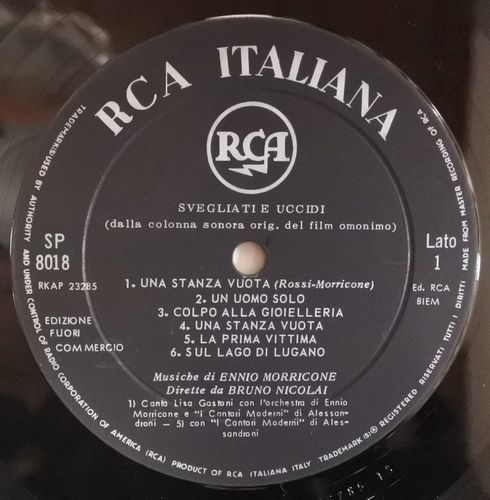 RCA ITALIANA
RCA
SVEGLIATI E UCCIDI
(dalla colonna sonora orig. del film omonimo)
SP
8018
RKAP 23285
EDIZIONE
FUORI
COMMERCIO
Lato
1
Ed. RCA
BIEM
1. UNA STANZA VUOTA (Rossi-Morricone)
2. UN UOMO SOLO
3. COLPO ALLA GIOIELLERIA
4. UNA STANZA VUOTA
5. LA PRIMA VITTIMA
6. SUL LAGO DI LUGANO
Musiche di ENNIO MORRICONE
Dirette da BRUNO NICOLAI
1) Canta Lisa Gastoni con l'orchestra di Ennio
Morricone e "I Cantori Moderni" di Alessan-
droni - 5) con "I Cantori Moderni" di Ales-
sandroni
TRADEMARK/S/USED BY AUTHORITY AND UNDER CONTROL OF RADIO CORPORATION OF AMERICA (RCA) PRODUCT OF RCA ITALIANA ITALY TRADEMARK(S)® REGISTERED RISERVATI TUTTI I DIRITTI MADE FROM MASTER RECORDING OF RCA